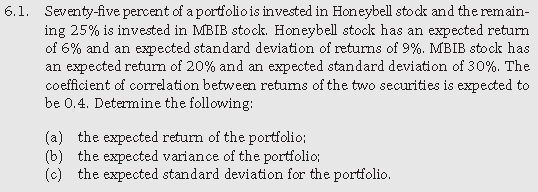 6.1. Seventy-five percent of a portfolio is invested in Honeybell stock and the remain-
ing 25% is invested in MBIB stock. Honeybell stock has an expected return
of 6% and an expected standard deviation of returns of 9%. MBIB stock has
an expected return of 20% and an expected standard deviation of 30%. The
coefficient of correlation between returns of the two securities is expected to
be 0.4. Determine the following:
(a) the expected return of the portfolio;
(b) the expected variance of the portfolio;
(c) the expected standard deviation for the portfolio.